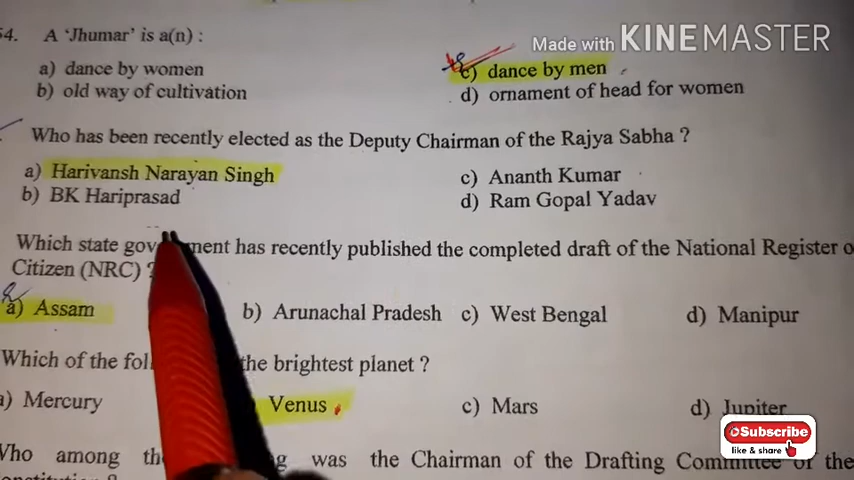 54. A ‘Jhumar’ is a(n) :
Made with KINEMASTER
a) dance by women c) dance by men
b) old way of cultivation d) ornament of head for women
Who has been recently elected as the Deputy Chairman of the Rajya Sabha ?
a) Harivansh Narayan Singh c) Ananth Kumar
b) BK Hariprasad d) Ram Gopal Yadav
Which state government has recently published the completed draft of the National Register o
Citizen (NRC) ?
a) Assam b) Arunachal Pradesh c) West Bengal d) Manipur
Which of the fol the brightest planet ?
a) Mercury Venus c) Mars d) Jupiter
Subscribe
like & share
Who among th g was the Chairman of the Drafting Committee of the